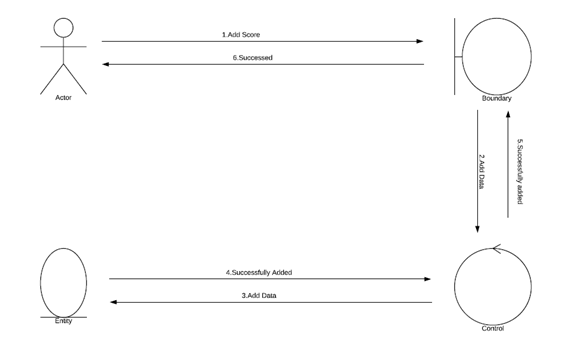 1.Add Score
6.Successed
Actor
Boundary
2.Add Data
5.Successfully added
4.Successfully Added
3.Add Data
Entity
Control